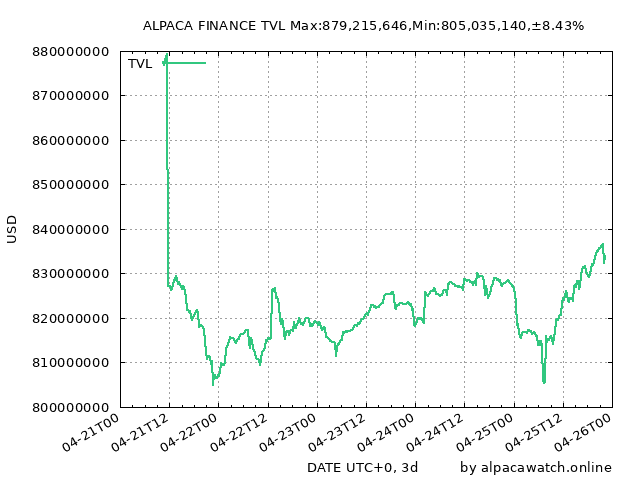 ALPACA FINANCE TVL Max:879,215,646,Min:805,035,140,±8.43%
TVL
880000000
870000000
860000000
850000000
840000000
830000000
820000000
810000000
800000000
USD
04-21T00
04-21T12
04-22T00
04-22T12
04-23T00
04-23T12
04-24T00
04-24T12
04-25T00
04-25T12
04-26T00
DATE UTC+0, 3d
by alpacawatch.online